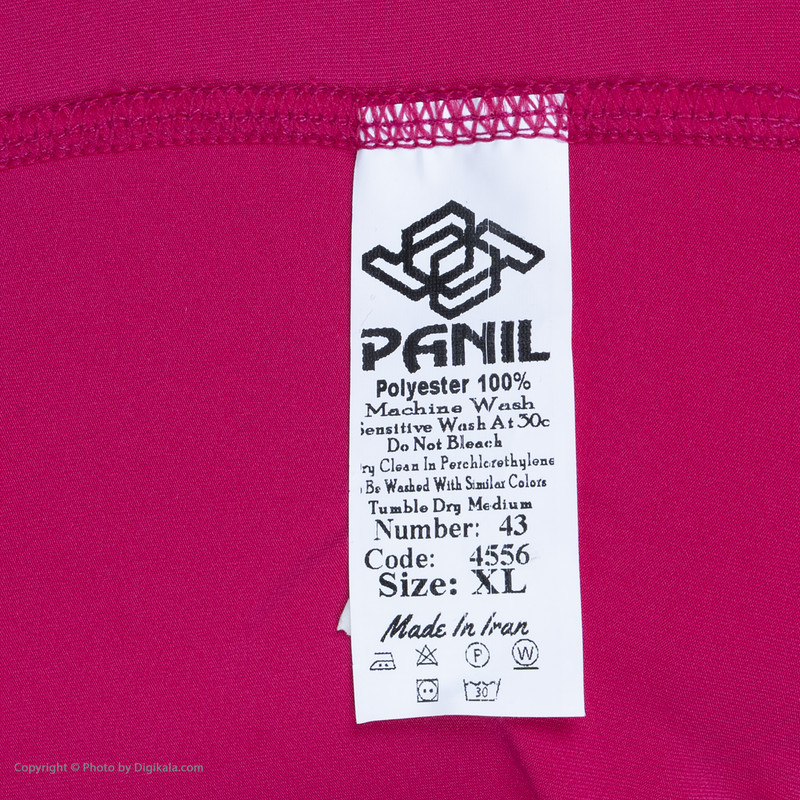 PANIL
Polyester 100%
Machine Wash
Sensitive Wash At 30c
Do Not Bleach
ry Clean In Perchlorethylene
Be Washed With Similar Colors
Tumble Dry Medium
Number: 43
Code: 4556
Size: XL
Made In Iran
P W
30
Copyright © Photo by Digikala.com